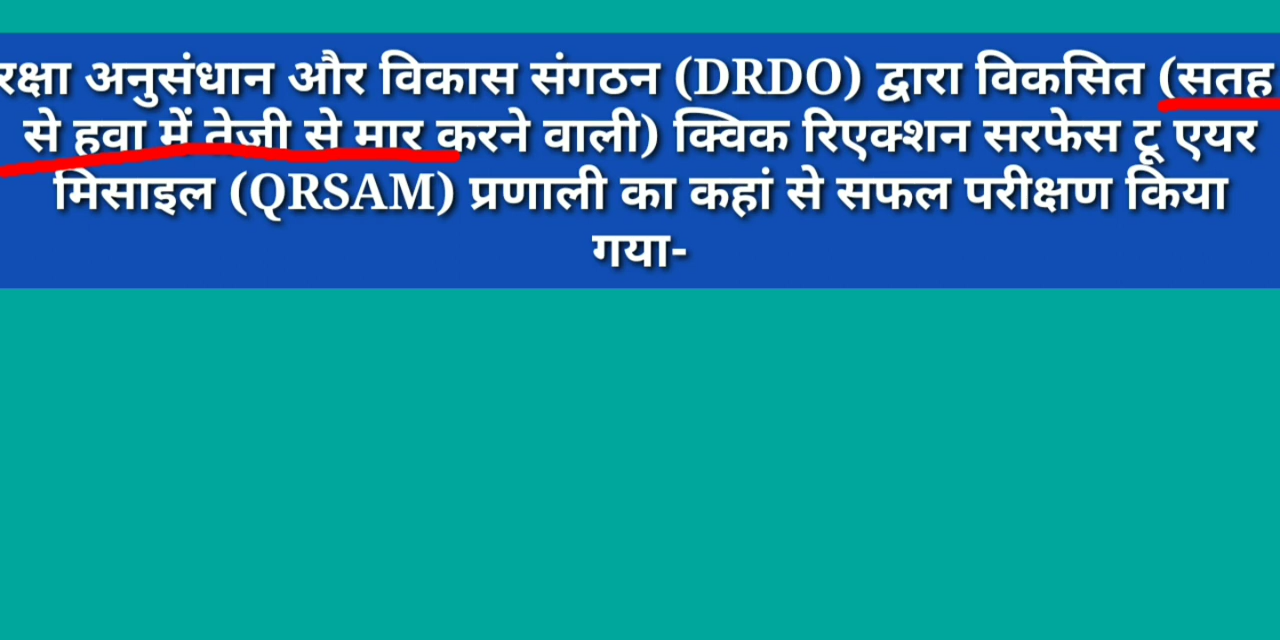 रक्षा अनुसंधान और विकास संगठन (DRDO) द्वारा विकसित (सतह
से हवा में तेजी से मार करने वाली) क्विक रिएक्शन सरफेस टू एयर
मिसाइल (QRSAM) प्रणाली का कहां से सफल परीक्षण किया
गया-